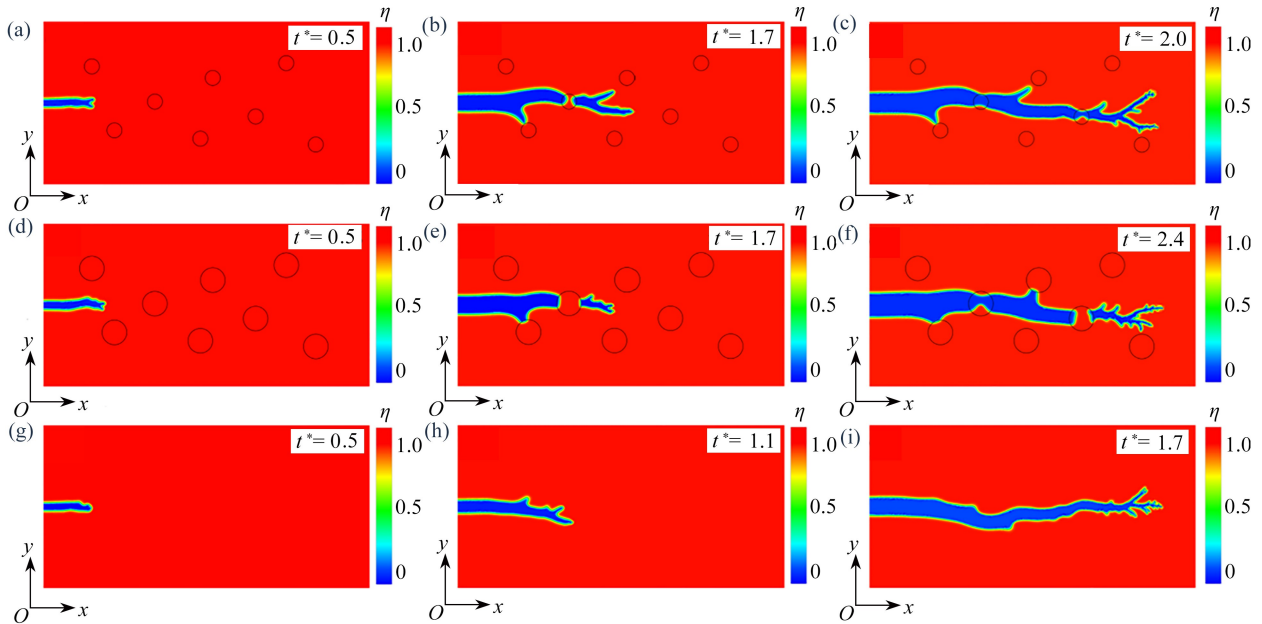 (a)
t*= 0.5
η
1.0
0.5
0
y
O
x
(b)
t*= 1.7
η
1.0
0.5
0
y
O
x
(c)
t*= 2.0
η
1.0
0.5
0
y
O
x
(d)
t*= 0.5
η
1.0
0.5
0
y
O
x
(e)
t*= 1.7
η
1.0
0.5
0
y
O
x
(f)
t*= 2.4
η
1.0
0.5
0
y
O
x
(g)
t*= 0.5
η
1.0
0.5
0
y
O
x
(h)
t*= 1.1
η
1.0
0.5
0
y
O
x
(i)
t*= 1.7
η
1.0
0.5
0
y
O
x